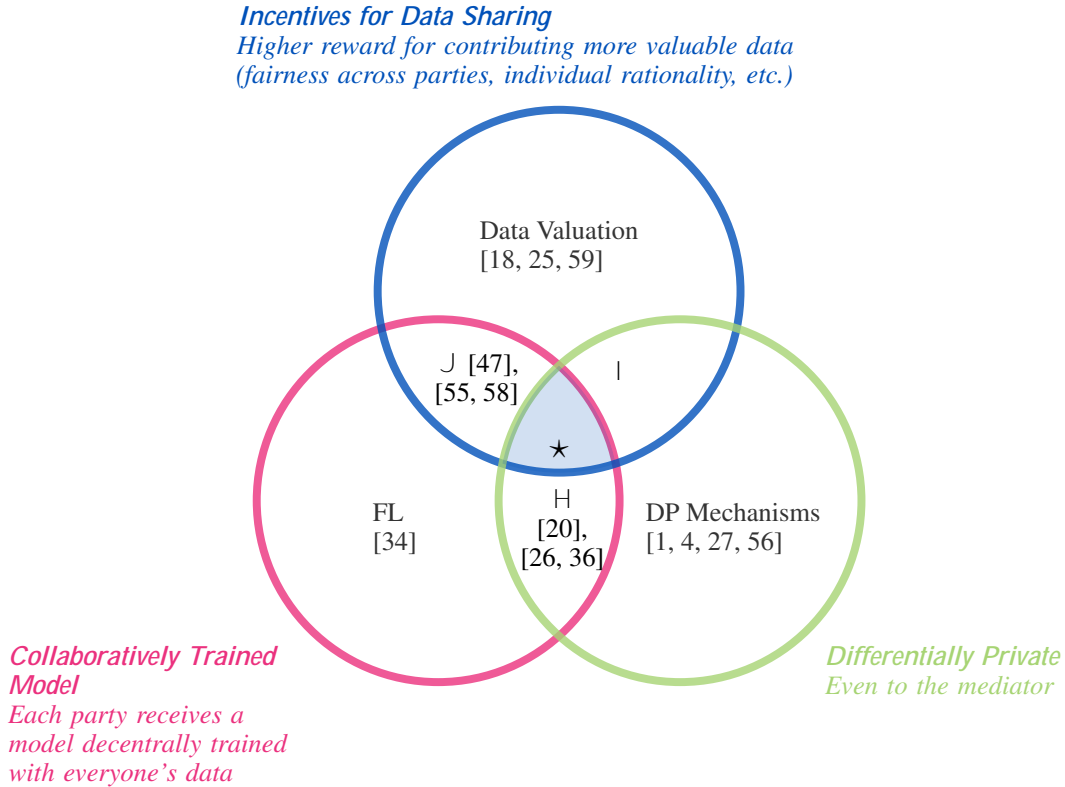 Incentives for Data Sharing
Higher reward for contributing more valuable data
(fairness across parties, individual rationality, etc.)
Data Valuation
[18, 25, 59]
J [47],
[55, 58]
I
★
H
[20],
[26, 36]
FL
[34]
DP Mechanisms
[1, 4, 27, 56]
Collaboratively Trained
Model
Each party receives a
model decentrally trained
with everyone's data
Differentially Private
Even to the mediator